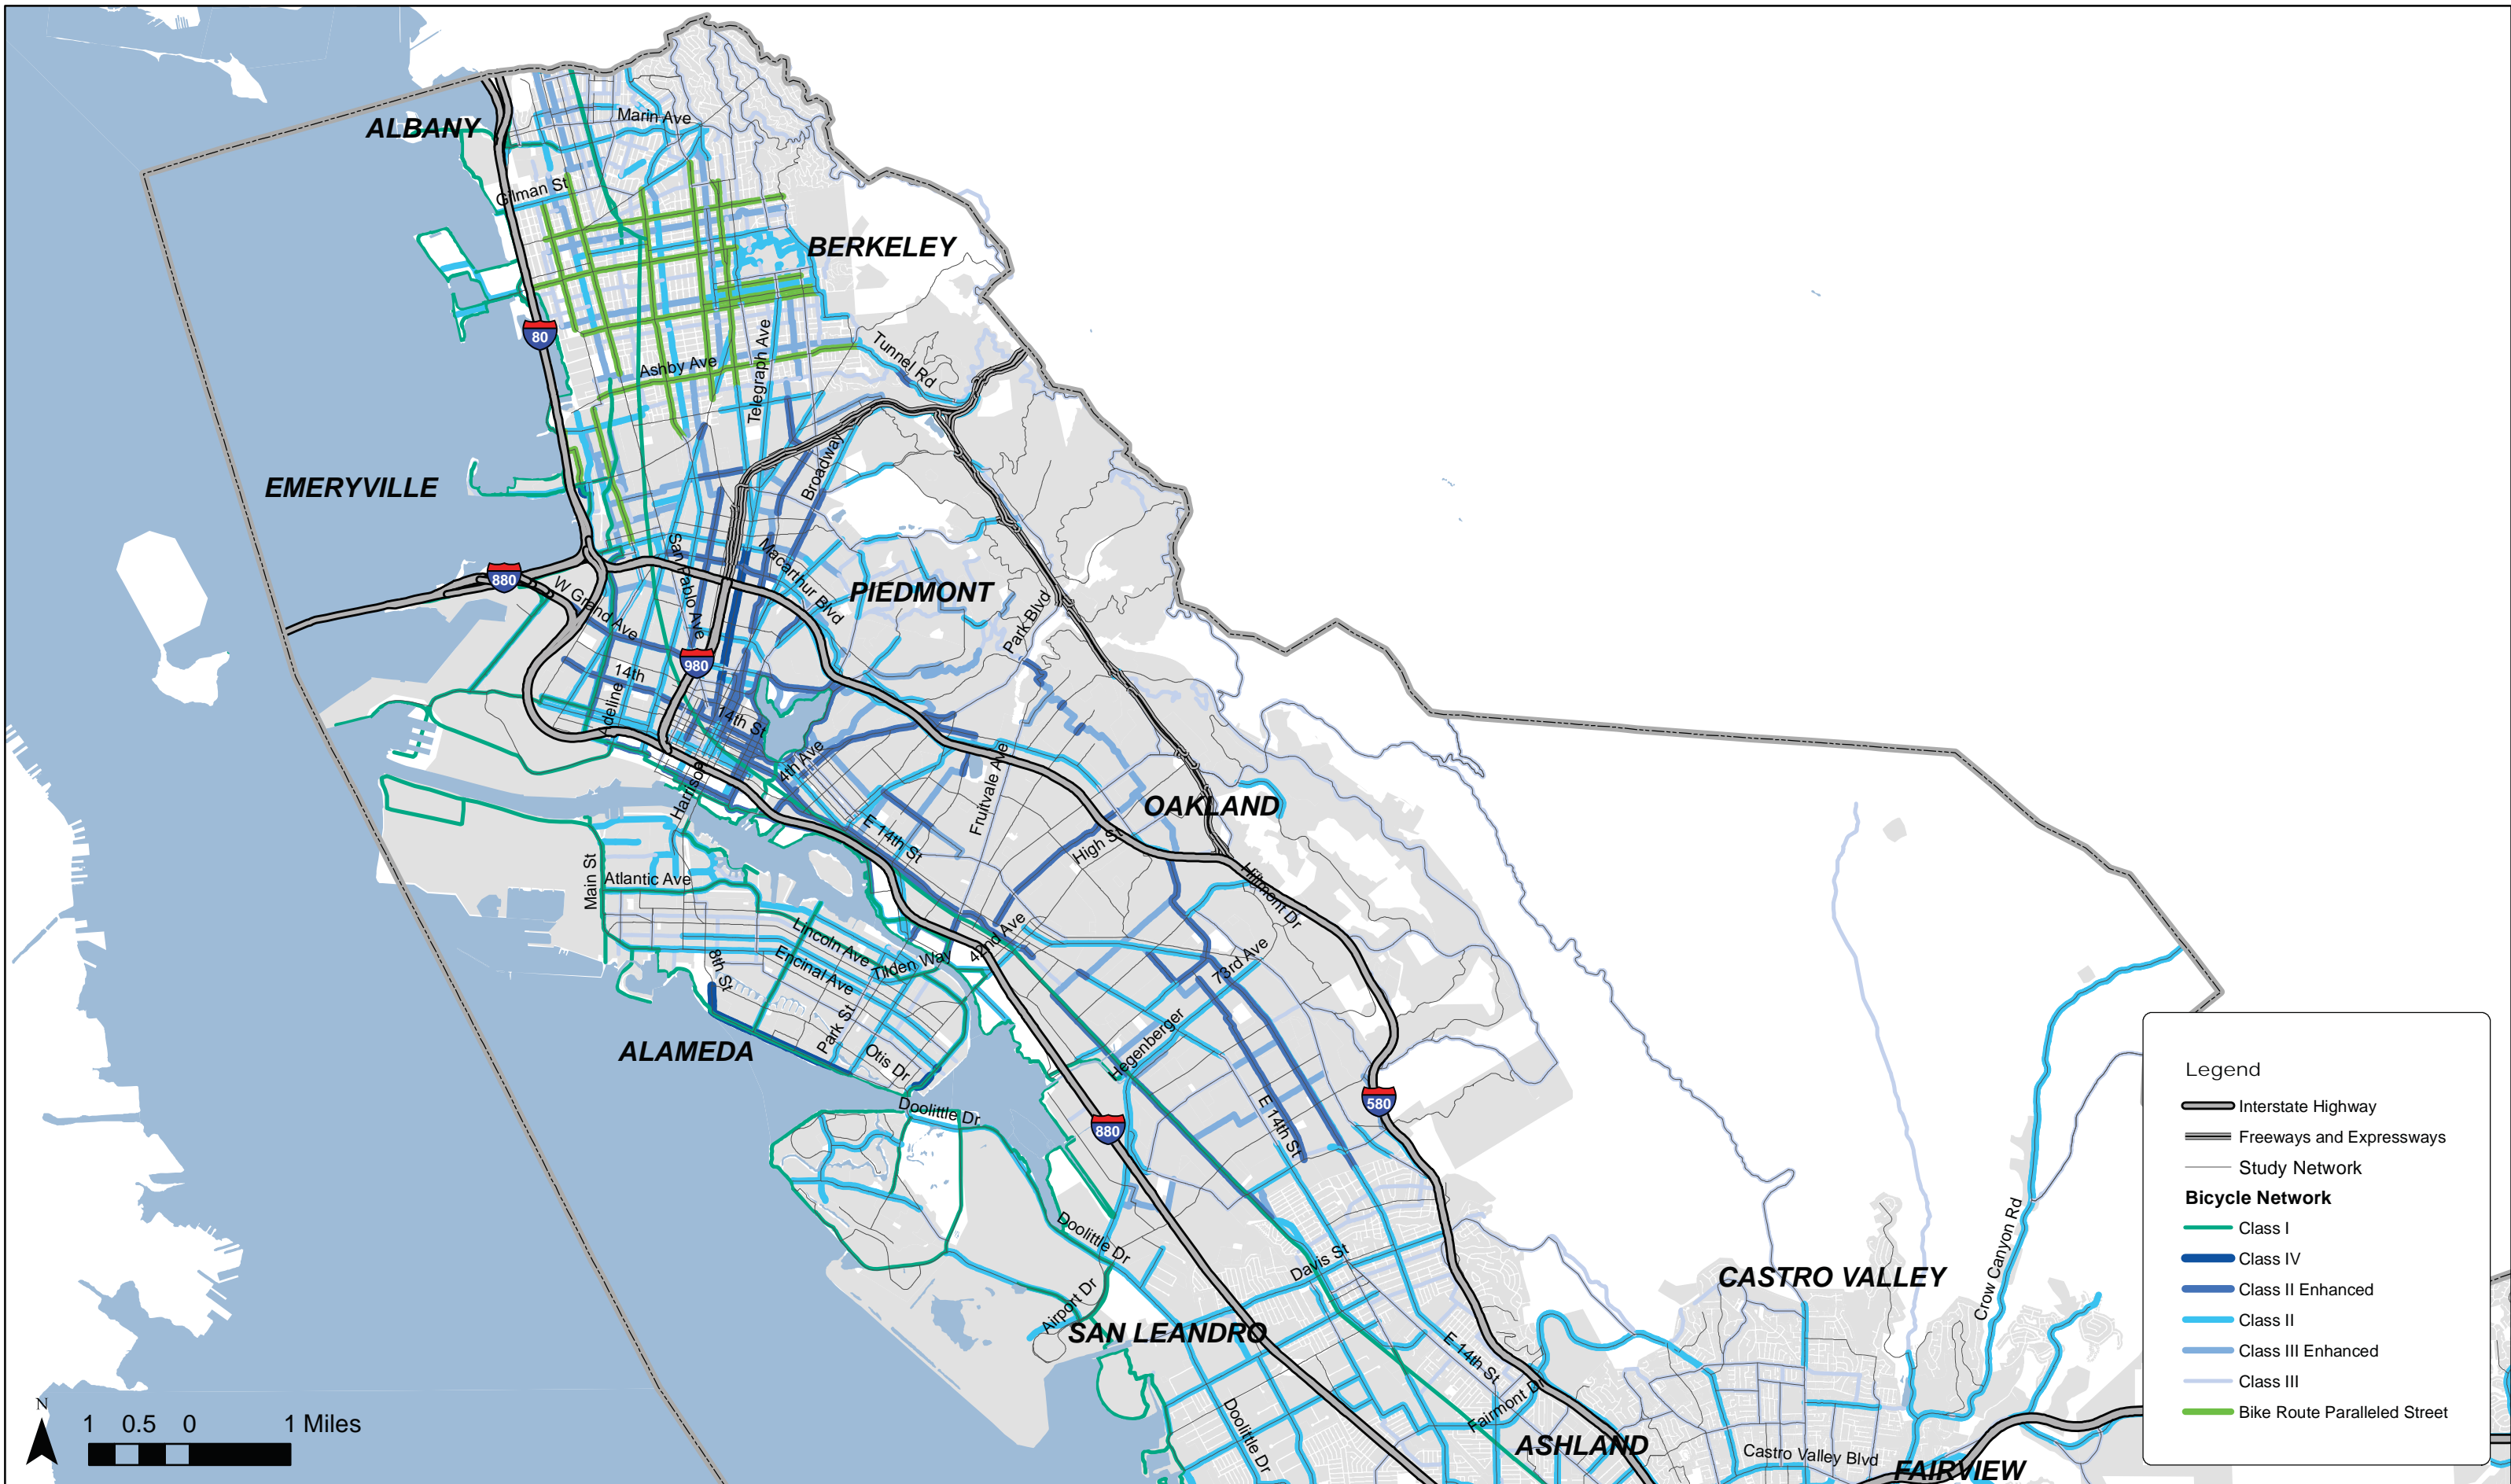 ALBANY
Marin Ave
Gilman St
BERKELEY
80
Telegraph Ave
Ashby Ave
Tunnel Rd
Broadway
EMERYVILLE
San Pablo Ave
Macarthur Blvd
880
W Grand Ave
PIEDMONT
Park Blvd
980
14th
Adeline
14th St
4th Ave
Harrison
Fruitvale Ave
OAKLAND
E 14th St
High St
Main St
Atlantic Ave
Hillmont Dr
Lincoln Ave
42nd Ave
Encinal Ave
Tilden Way
73rd Ave
8th St
Park St
ALAMEDA
Otis Dr
Hegenberger
Doolittle Dr
880
E 14th St
580
Doolittle Dr
Davis St
Airport Dr
SAN LEANDRO
CASTRO VALLEY
Crow Canyon Rd
E 14th St
Fairmont Dr
Doolittle Dr
ASHLAND
Castro Valley Blvd
FAIRVIEW
Legend
Interstate Highway
Freeways and Expressways
Study Network
Bicycle Network
Class I
Class IV
Class II Enhanced
Class II
Class III Enhanced
Class III
Bike Route Paralleled Street
N
1 0.5 0 1 Miles